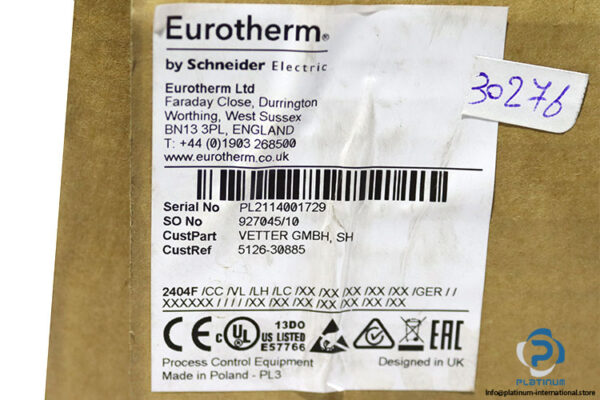 Eurotherm®
by Schneider Electric
30276
Eurotherm Ltd
Faraday Close, Durrington
Worthing, West Sussex
BN13 3PL, ENGLAND
T: +44 (0)1903 268500
www.eurotherm.co.uk
Serial No PL2114001729
SO No 927045/10
CustPart VETTER GMBH, SH
CustRef 5126-30885
2404F /CC /VL /LH /LC /XX /XX /XX /XX /XX /GER / /
XXXXXX / / / / /XX /XX /XX /XX /XX /XX /XX
CE c UL US LISTED 13DO E57766 EAC
Process Control Equipment Designed in UK
Made in Poland - PL3
PLATINUM
info@platinum-international.store